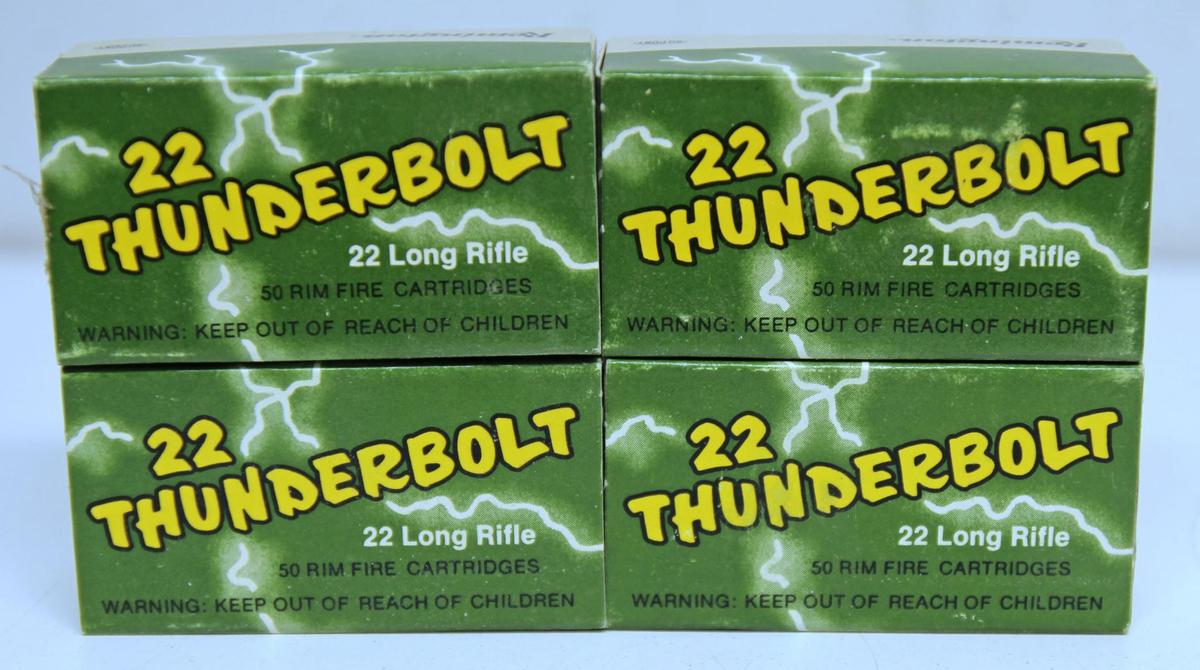 Remington
Remington
22
THUNDERBOLT
22 Long Rifle
50 RIM FIRE CARTRIDGES
WARNING: KEEP OUT OF REACH OF CHILDREN
22
THUNDERBOLT
22 Long Rifle
50 RIM FIRE CARTRIDGES
WARNING: KEEP OUT OF REACH OF CHILDREN
22
THUNDERBOLT
22 Long Rifle
50 RIM FIRE CARTRIDGES
WARNING: KEEP OUT OF REACH OF CHILDREN
22
THUNDERBOLT
22 Long Rifle
50 RIM FIRE CARTRIDGES
WARNING: KEEP OUT OF REACH OF CHILDREN